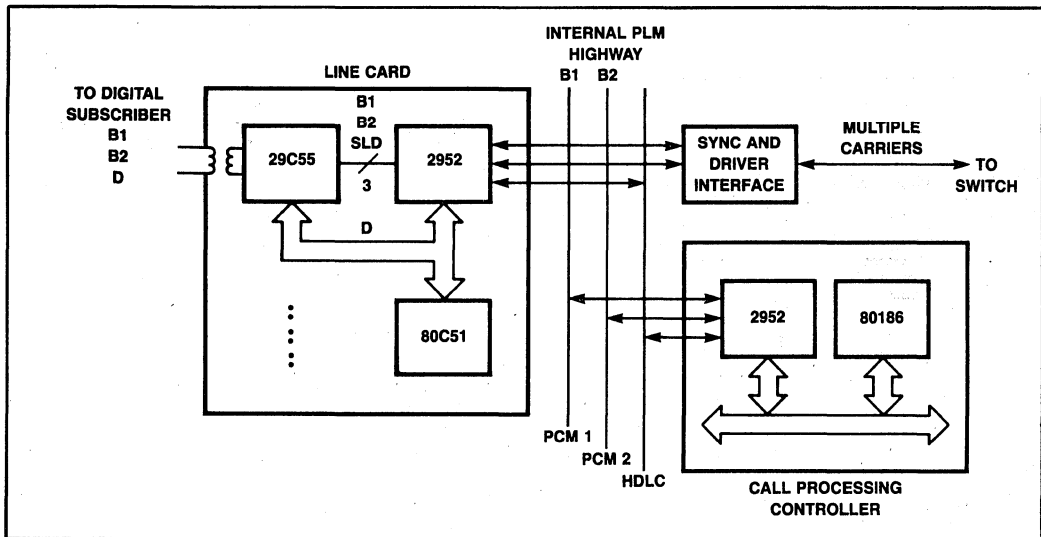 INTERNAL PLM
HIGHWAY
B1 B2
LINE CARD
TO DIGITAL
SUBSCRIBER
B1
B2
D
B1
B2
SLD
3
29C55
2952
D
80C51
SYNC AND
DRIVER
INTERFACE
MULTIPLE
CARRIERS
TO
SWITCH
2952
80186
PCM 1
PCM 2
HDLC
CALL PROCESSING
CONTROLLER